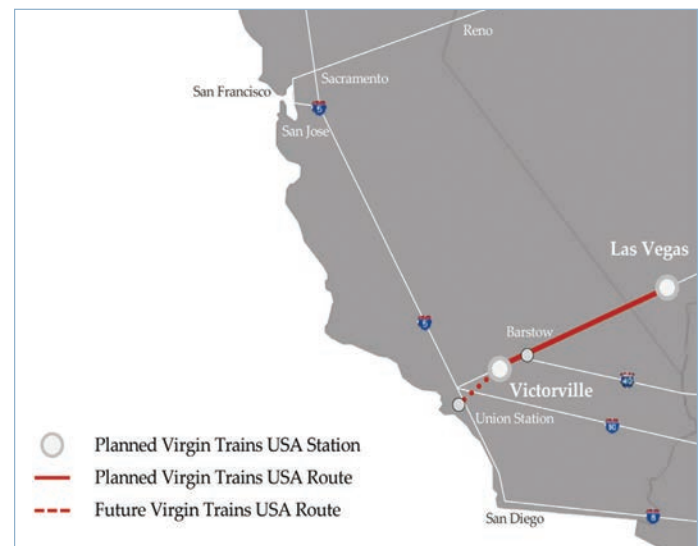 Reno
Sacramento
San Francisco
5
San Jose
Las Vegas
5
Barstow
40
Victorville
Union Station
10
San Diego
8
Planned Virgin Trains USA Station
Planned Virgin Trains USA Route
Future Virgin Trains USA Route